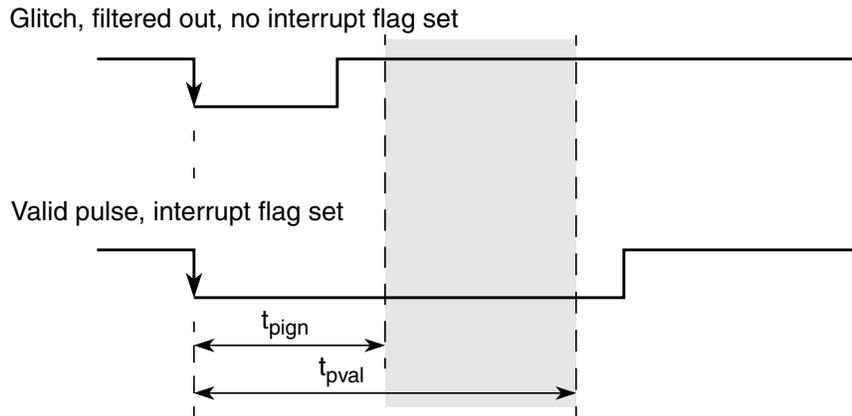 Glitch, filtered out, no interrupt flag set
Valid pulse, interrupt flag set
tpign
tpval